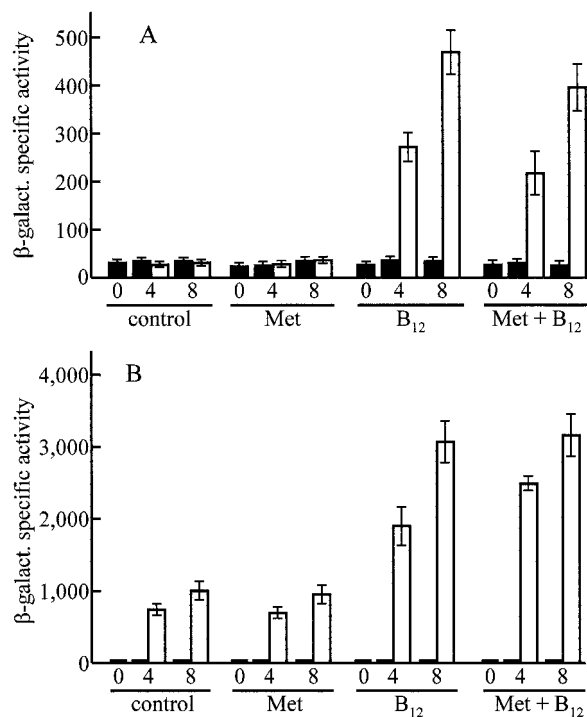 A
β-galact. specific activity
500
400
300
200
100
0
0 4 8 0 4 8 0 4 8 0 4 8
control Met B₁₂ Met + B₁₂
B
β-galact. specific activity
4,000
3,000
2,000
1,000
0
0 4 8 0 4 8 0 4 8 0 4 8
control Met B₁₂ Met + B₁₂